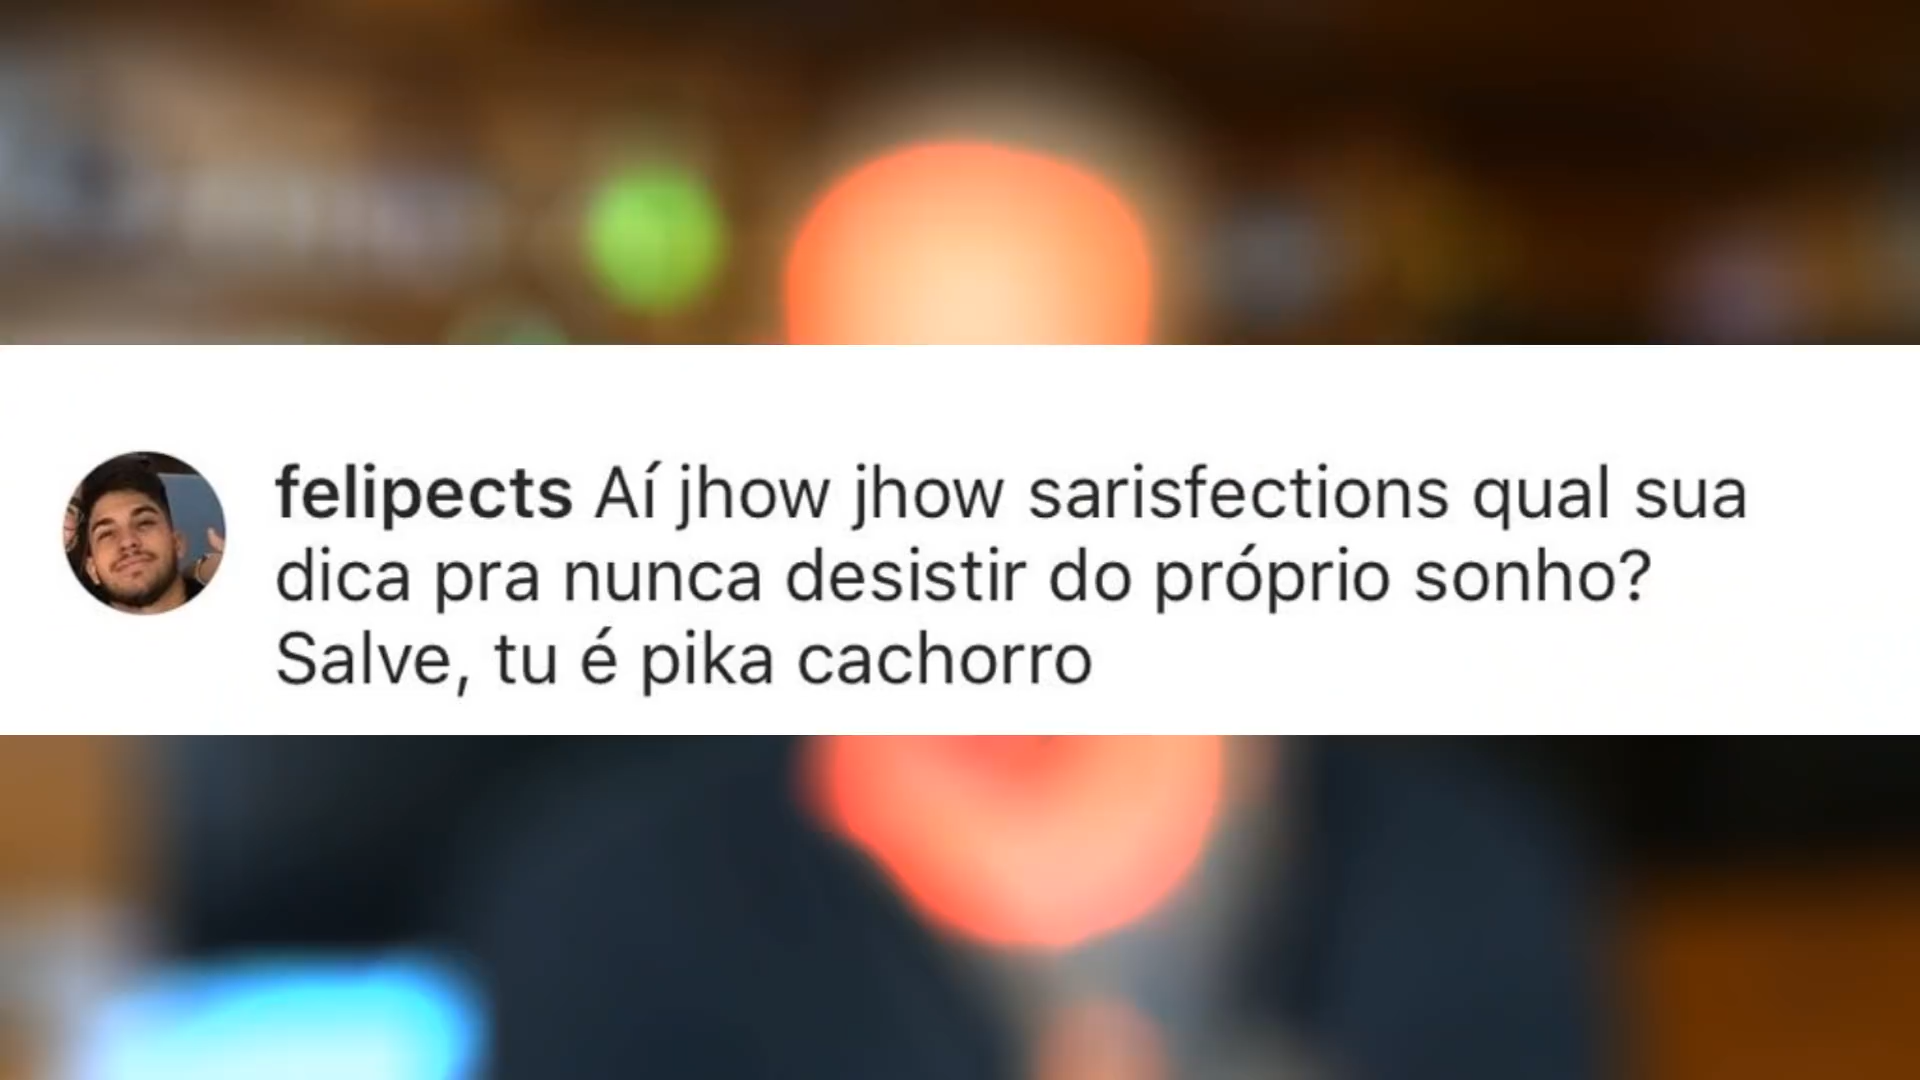 felipects Aí jhow jhow sarisfections qual sua
dica pra nunca desistir do próprio sonho?
Salve, tu é pika cachorro